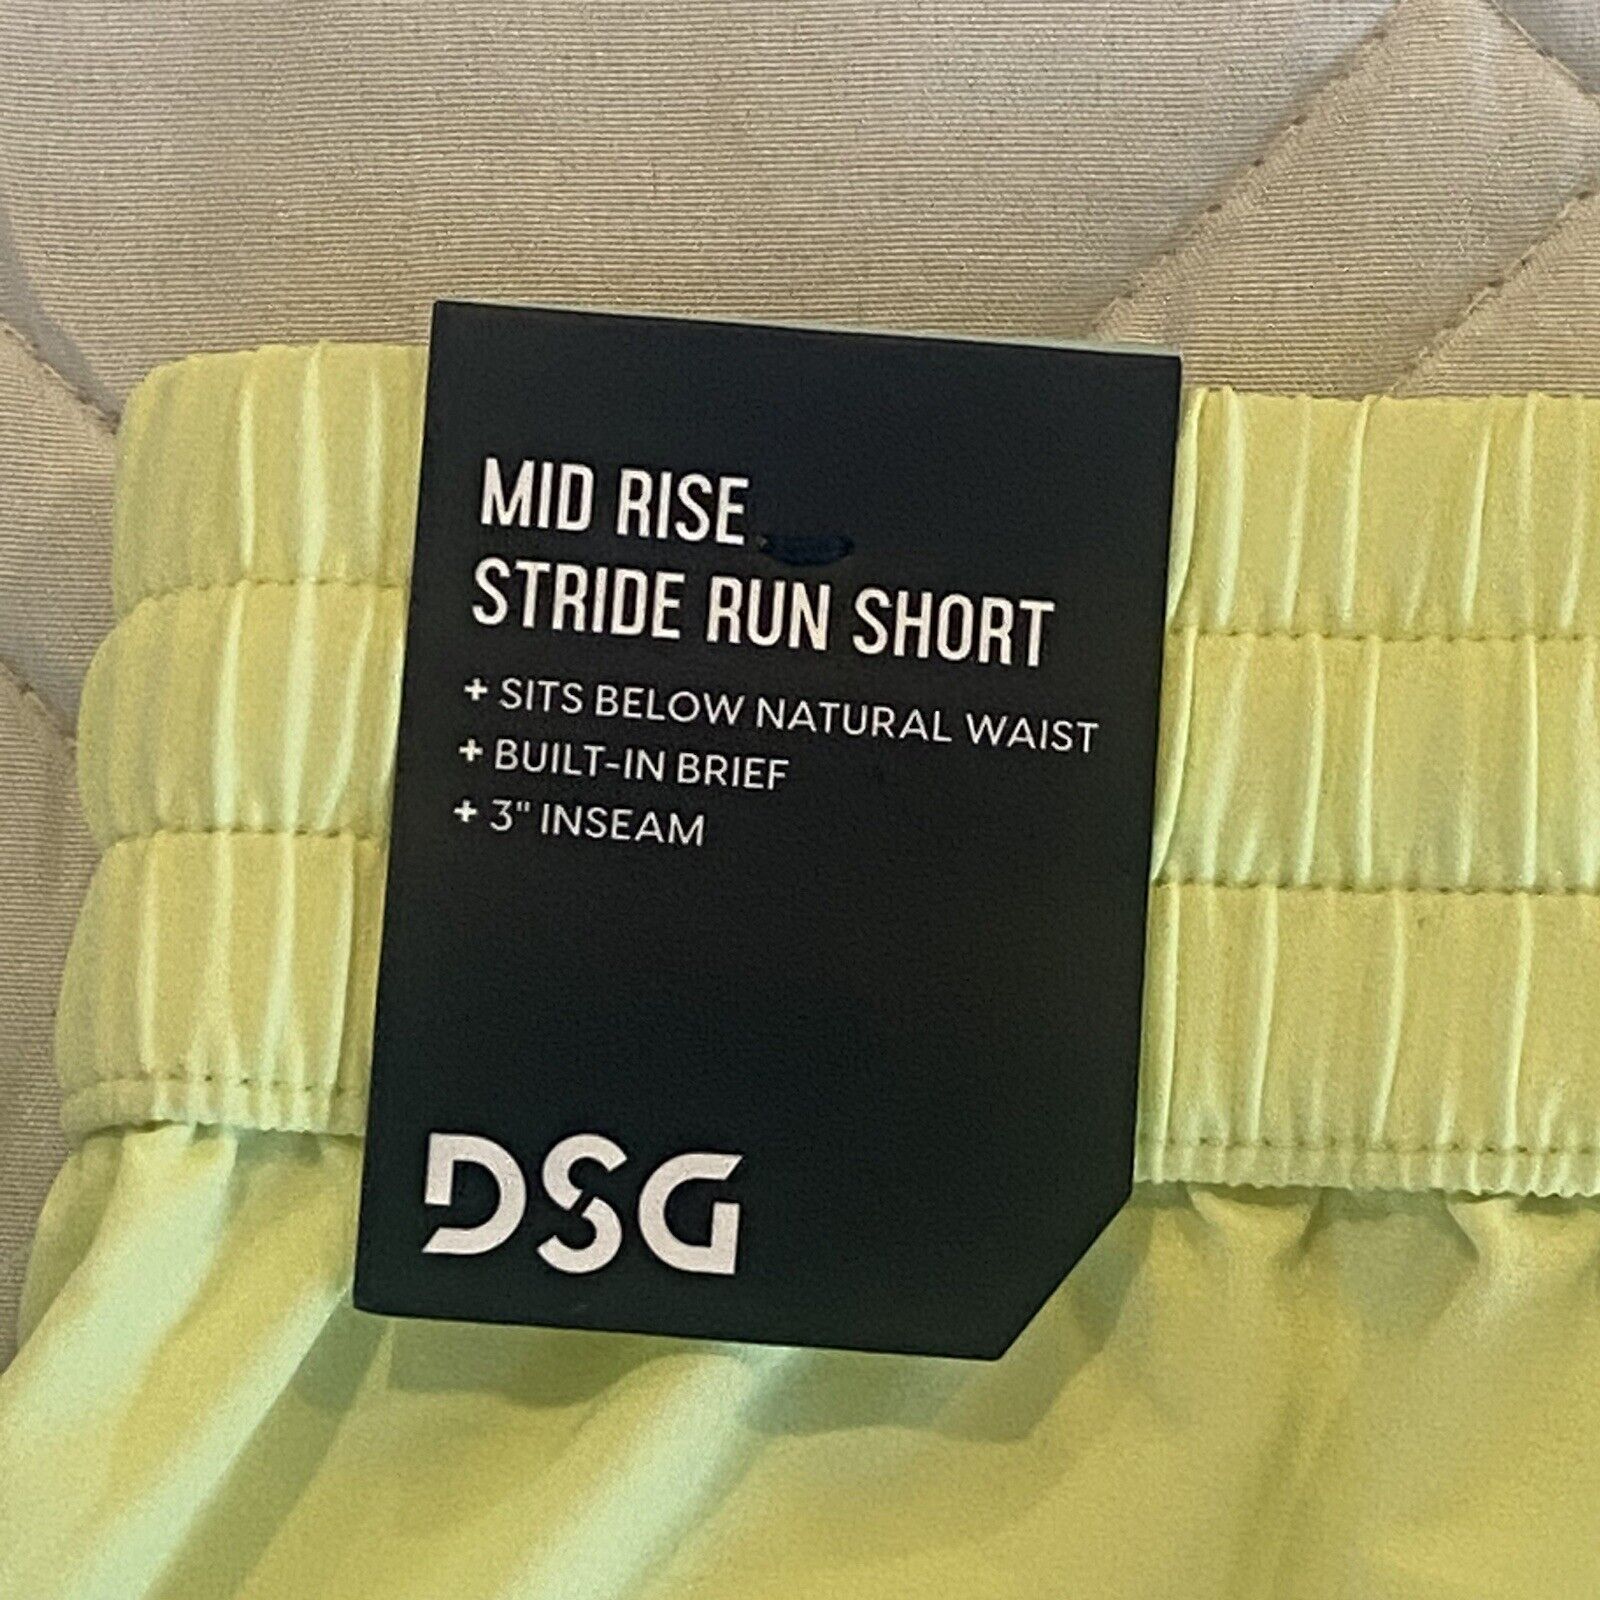 MID RISE
STRIDE RUN SHORT
+ SITS BELOW NATURAL WAIST
+ BUILT-IN BRIEF
+ 3" INSEAM
DSG